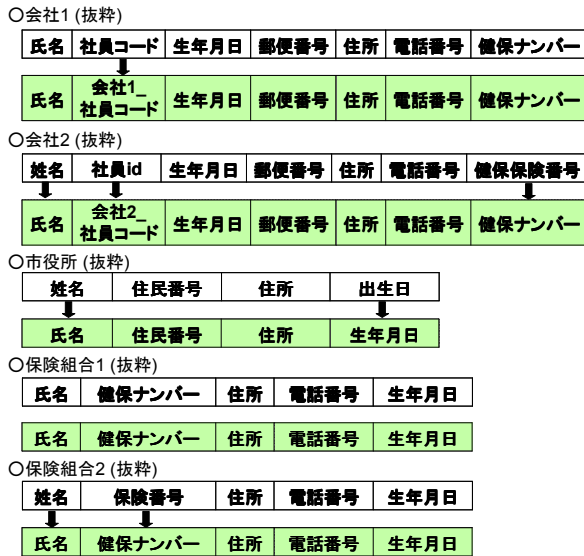 〇会社1 (抜粋)
氏名 社員コード 生年月日 郵便番号 住所 電話番号 健保ナンバー
氏名 会社1_社員コード 生年月日 郵便番号 住所 電話番号 健保ナンバー
〇会社2 (抜粋)
姓名 社員id 生年月日 郵便番号 住所 電話番号 健保保険番号
氏名 会社2_社員コード 生年月日 郵便番号 住所 電話番号 健保ナンバー
〇市役所 (抜粋)
姓名 住民番号 住所 出生日
氏名 住民番号 住所 生年月日
〇保険組合1 (抜粋)
氏名 健保ナンバー 住所 電話番号 生年月日
氏名 健保ナンバー 住所 電話番号 生年月日
〇保険組合2 (抜粋)
姓名 保険番号 住所 電話番号 生年月日
氏名 健保ナンバー 住所 電話番号 生年月日